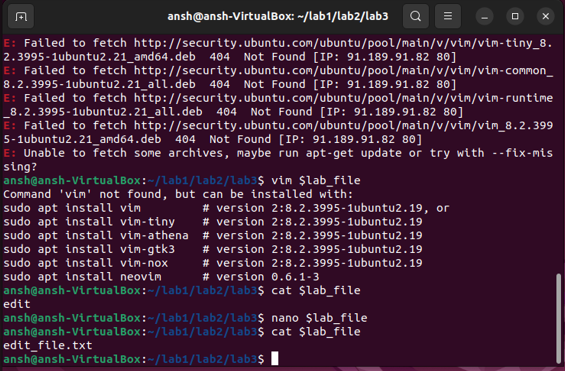 ansh@ansh-VirtualBox: ~/lab1/lab2/lab3
E: Failed to fetch http://security.ubuntu.com/ubuntu/pool/main/v/vim/vim-tiny_8.
2.3995-1ubuntu2.21_amd64.deb  404  Not Found [IP: 91.189.91.82 80]
E: Failed to fetch http://security.ubuntu.com/ubuntu/pool/main/v/vim/vim-common_
8.2.3995-1ubuntu2.21_all.deb  404  Not Found [IP: 91.189.91.82 80]
E: Failed to fetch http://security.ubuntu.com/ubuntu/pool/main/v/vim/vim-runtime
_8.2.3995-1ubuntu2.21_all.deb  404  Not Found [IP: 91.189.91.82 80]
E: Failed to fetch http://security.ubuntu.com/ubuntu/pool/main/v/vim/vim_8.2.399
5-1ubuntu2.21_amd64.deb  404  Not Found [IP: 91.189.91.82 80]
E: Unable to fetch some archives, maybe run apt-get update or try with --fix-mis
sing?
ansh@ansh-VirtualBox:~/lab1/lab2/lab3$ vim $lab_file
Command 'vim' not found, but can be installed with:
sudo apt install vim         # version 2:8.2.3995-1ubuntu2.19, or
sudo apt install vim-tiny    # version 2:8.2.3995-1ubuntu2.19
sudo apt install vim-athena  # version 2:8.2.3995-1ubuntu2.19
sudo apt install vim-gtk3    # version 2:8.2.3995-1ubuntu2.19
sudo apt install vim-nox     # version 2:8.2.3995-1ubuntu2.19
sudo apt install neovim      # version 0.6.1-3
ansh@ansh-VirtualBox:~/lab1/lab2/lab3$ cat $lab_file
edit
ansh@ansh-VirtualBox:~/lab1/lab2/lab3$ nano $lab_file
ansh@ansh-VirtualBox:~/lab1/lab2/lab3$ cat $lab_file
edit_file.txt
ansh@ansh-VirtualBox:~/lab1/lab2/lab3$